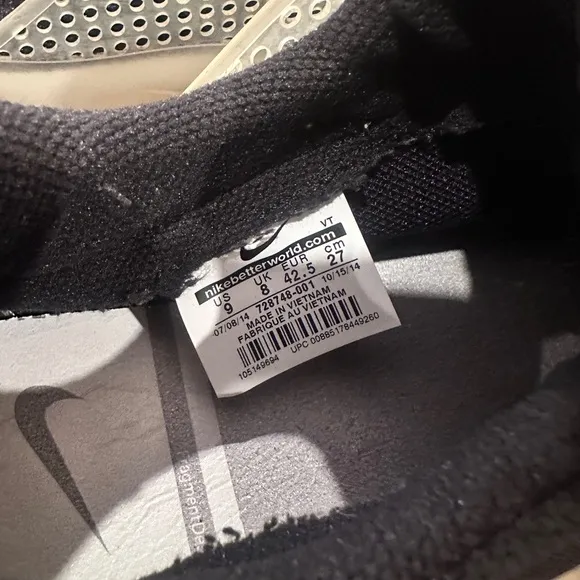 VT
nikebetterworld.com
US UK EUR cm
9 8 42.5 27
07/08/14 728748-001 10/15/14
MADE IN VIETNAM
FABRIQUE AU VIETNAM
105149694 UPC 00885178449260